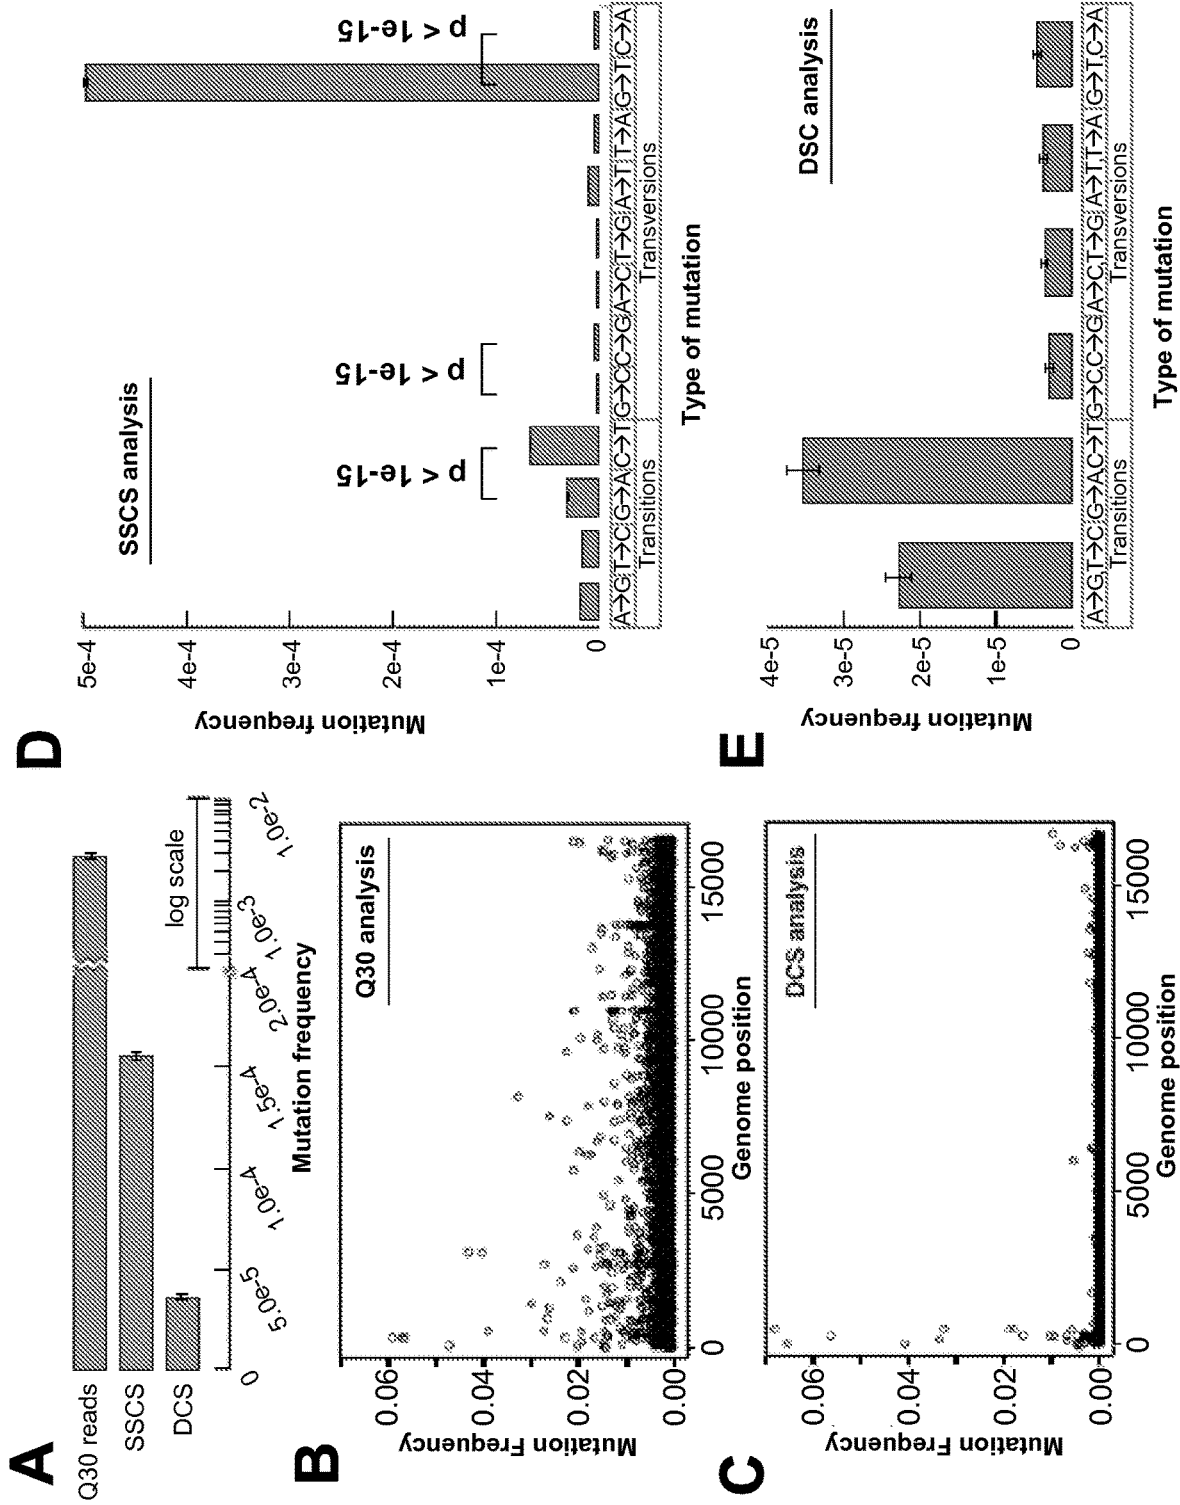 A
Q30 reads
SSCS
DCS
log scale
0
5.0e-5
1.0e-4
1.5e-4
2.0e-4
1.0e-3
1.0e-2
Mutation frequency
B
Q30 analysis
Mutation Frequency
0.06
0.04
0.02
0.00
0
5000
10000
15000
Genome position
C
DCS analysis
Mutation Frequency
0.06
0.04
0.02
0.00
0
5000
10000
15000
Genome position
D
SSCS analysis
Mutation frequency
5e-4
4e-4
3e-4
2e-4
1e-4
0
p < 1e-15
p < 1e-15
p < 1e-15
A→G T→C G→A C→T G→C C→G A→C T→G A→T T→A G→T C→A
Transitions
Transversions
Type of mutation
E
DSC analysis
Mutation frequency
4e-5
3e-5
2e-5
1e-5
0
A→G,T→C G→A,C→T G→C,C→G A→C,T→G A→T,T→A G→T,C→A
Transitions
Transversions
Type of mutation